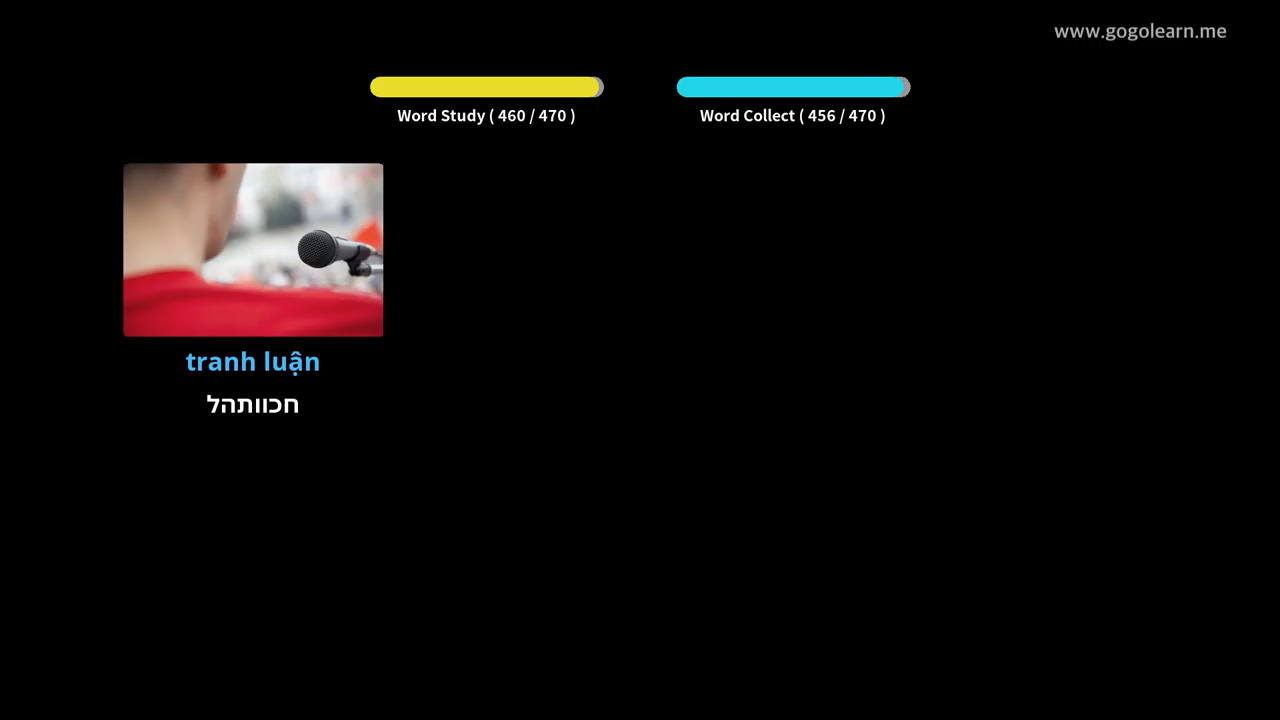 www.gogolearn.me
Word Study ( 460 / 470 )
Word Collect ( 456 / 470 )
tranh luận
חכוותהל